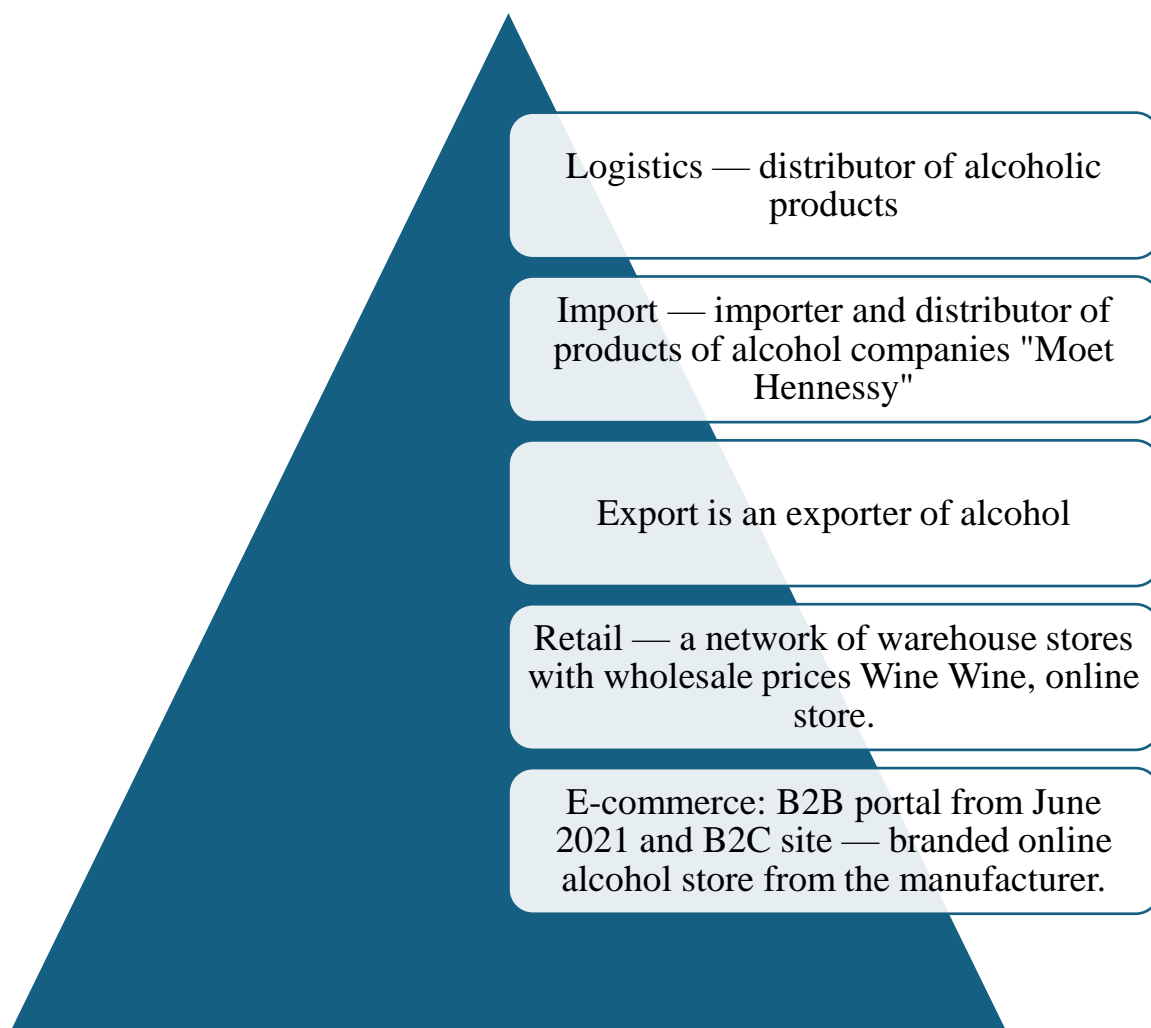 Logistics — distributor of alcoholic
products
Import — importer and distributor of
products of alcohol companies "Moet
Hennessy"
Export is an exporter of alcohol
Retail — a network of warehouse stores
with wholesale prices Wine Wine, online
store.
E-commerce: B2B portal from June
2021 and B2C site — branded online
alcohol store from the manufacturer.